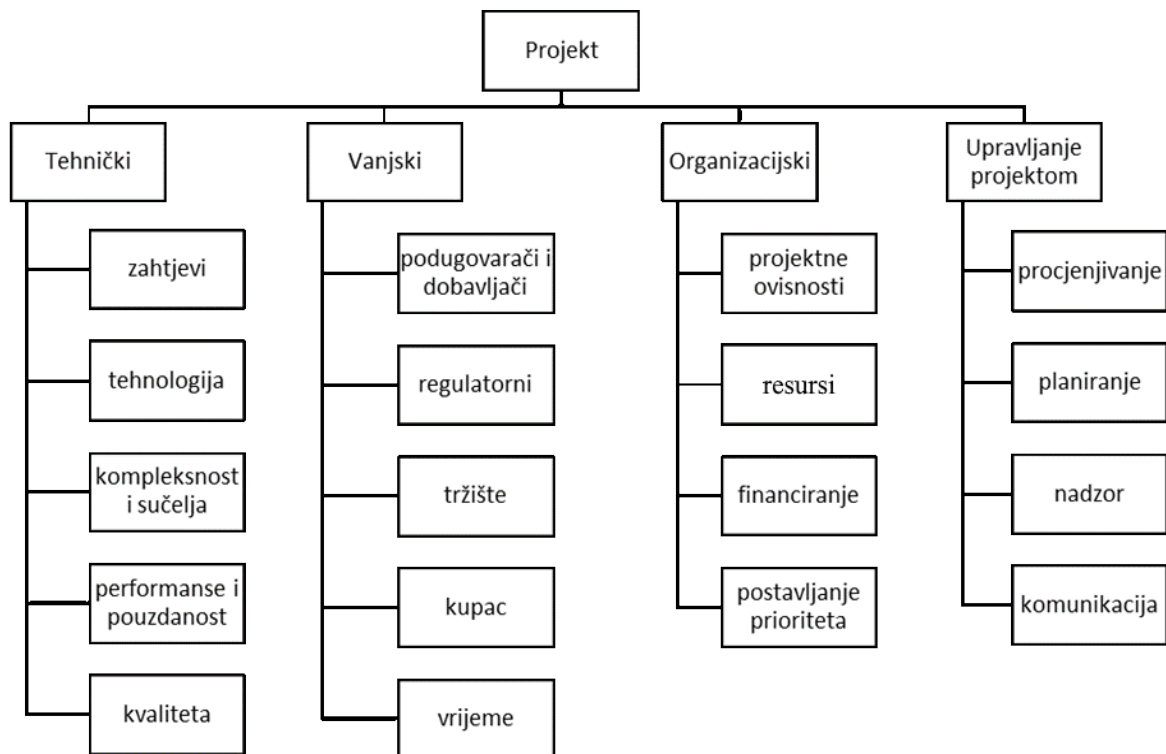 Projekt
Tehnički
zahtjevi
tehnologija
kompleksnost
i sučelja
performanse i
pouzdanost
kvaliteta
Vanjski
podugovarači i
dobavljači
regulatorni
tržište
kupac
vrijeme
Organizacijski
projektne
ovisnosti
resursi
financiranje
postavljanje
prioriteta
Upravljanje
projektom
procjenjivanje
planiranje
nadzor
komunikacija